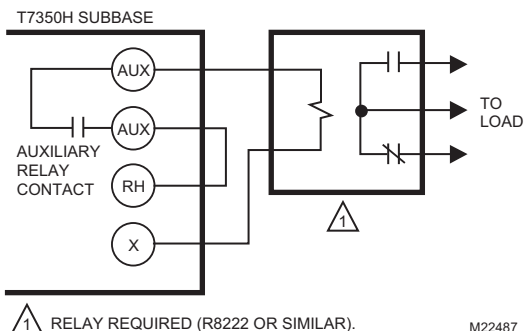 T7350H SUBBASE
AUX
AUX
AUXILIARY
RELAY
CONTACT
RH
X
TO
LOAD
1
1 RELAY REQUIRED (R8222 OR SIMILAR).
M22487